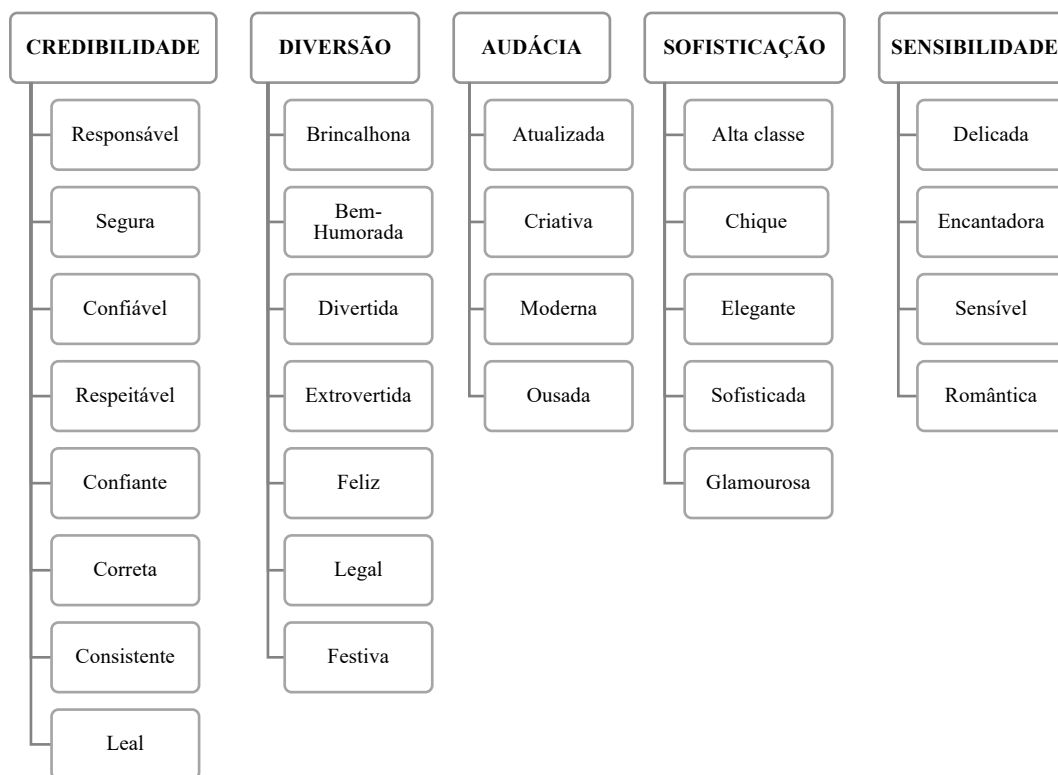 CREDIBILIDADE
Responsável
Segura
Confiável
Respeitável
Confiante
Correta
Consistente
Leal
DIVERSÃO
Brincalhona
Bem-
Humorada
Divertida
Extrovertida
Feliz
Legal
Festiva
AUDÁCIA
Atualizada
Criativa
Moderna
Ousada
SOFISTICAÇÃO
Alta classe
Chique
Elegante
Sofisticada
Glamourosa
SENSIBILIDADE
Delicada
Encantadora
Sensível
Romântica